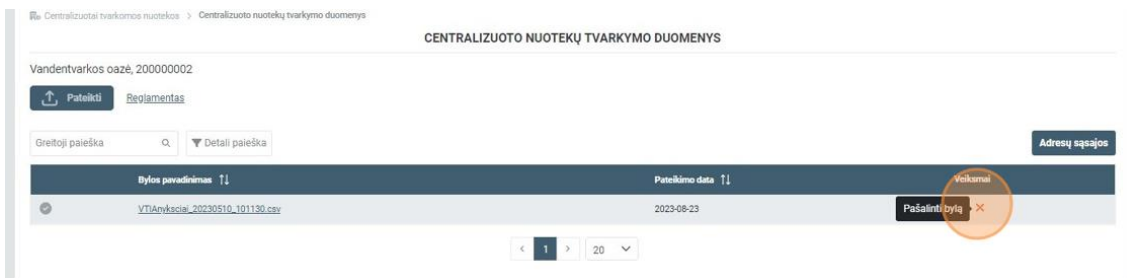 Centralizuotai tvarkomos nuotekos > Centralizuoto nuotekų tvarkymo duomenys
CENTRALIZUOTO NUOTEKŲ TVARKYMO DUOMENYS
Vandentvarkos oazė, 200000002
Pateikti Reglamentas
Greitoji paieška Detali paieška Adresų sąsajos
Bylos pavadinimas Pateikimo data Veiksmai
VTIAnyksciai_20230510_101130.csv 2023-08-23 Pašalinti bylą
< 1 > 20